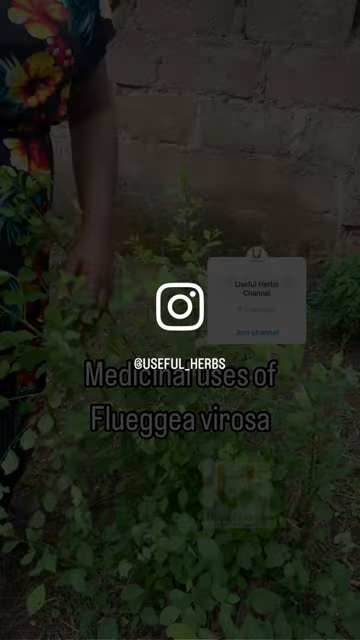 Useful Herbs
Channel
Join channel
@USEFUL_HERBS
Medicinal uses of
Flueggea virosa